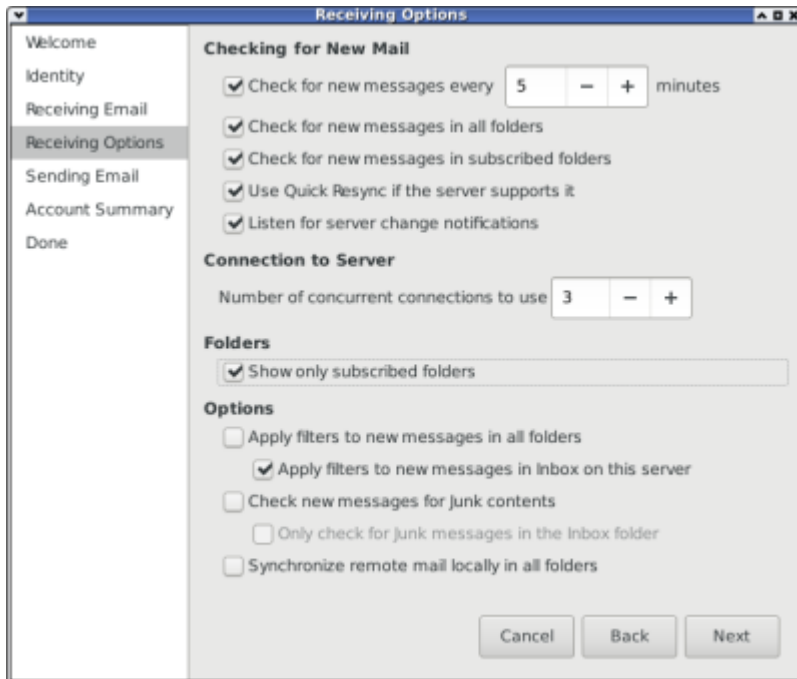 Receiving Options
Welcome
Identity
Receiving Email
Receiving Options
Sending Email
Account Summary
Done
Checking for New Mail
Check for new messages every 5 − + minutes
Check for new messages in all folders
Check for new messages in subscribed folders
Use Quick Resync if the server supports it
Listen for server change notifications
Connection to Server
Number of concurrent connections to use 3 − +
Folders
Show only subscribed folders
Options
Apply filters to new messages in all folders
Apply filters to new messages in Inbox on this server
Check new messages for Junk contents
Only check for Junk messages in the Inbox folder
Synchronize remote mail locally in all folders
Cancel Back Next